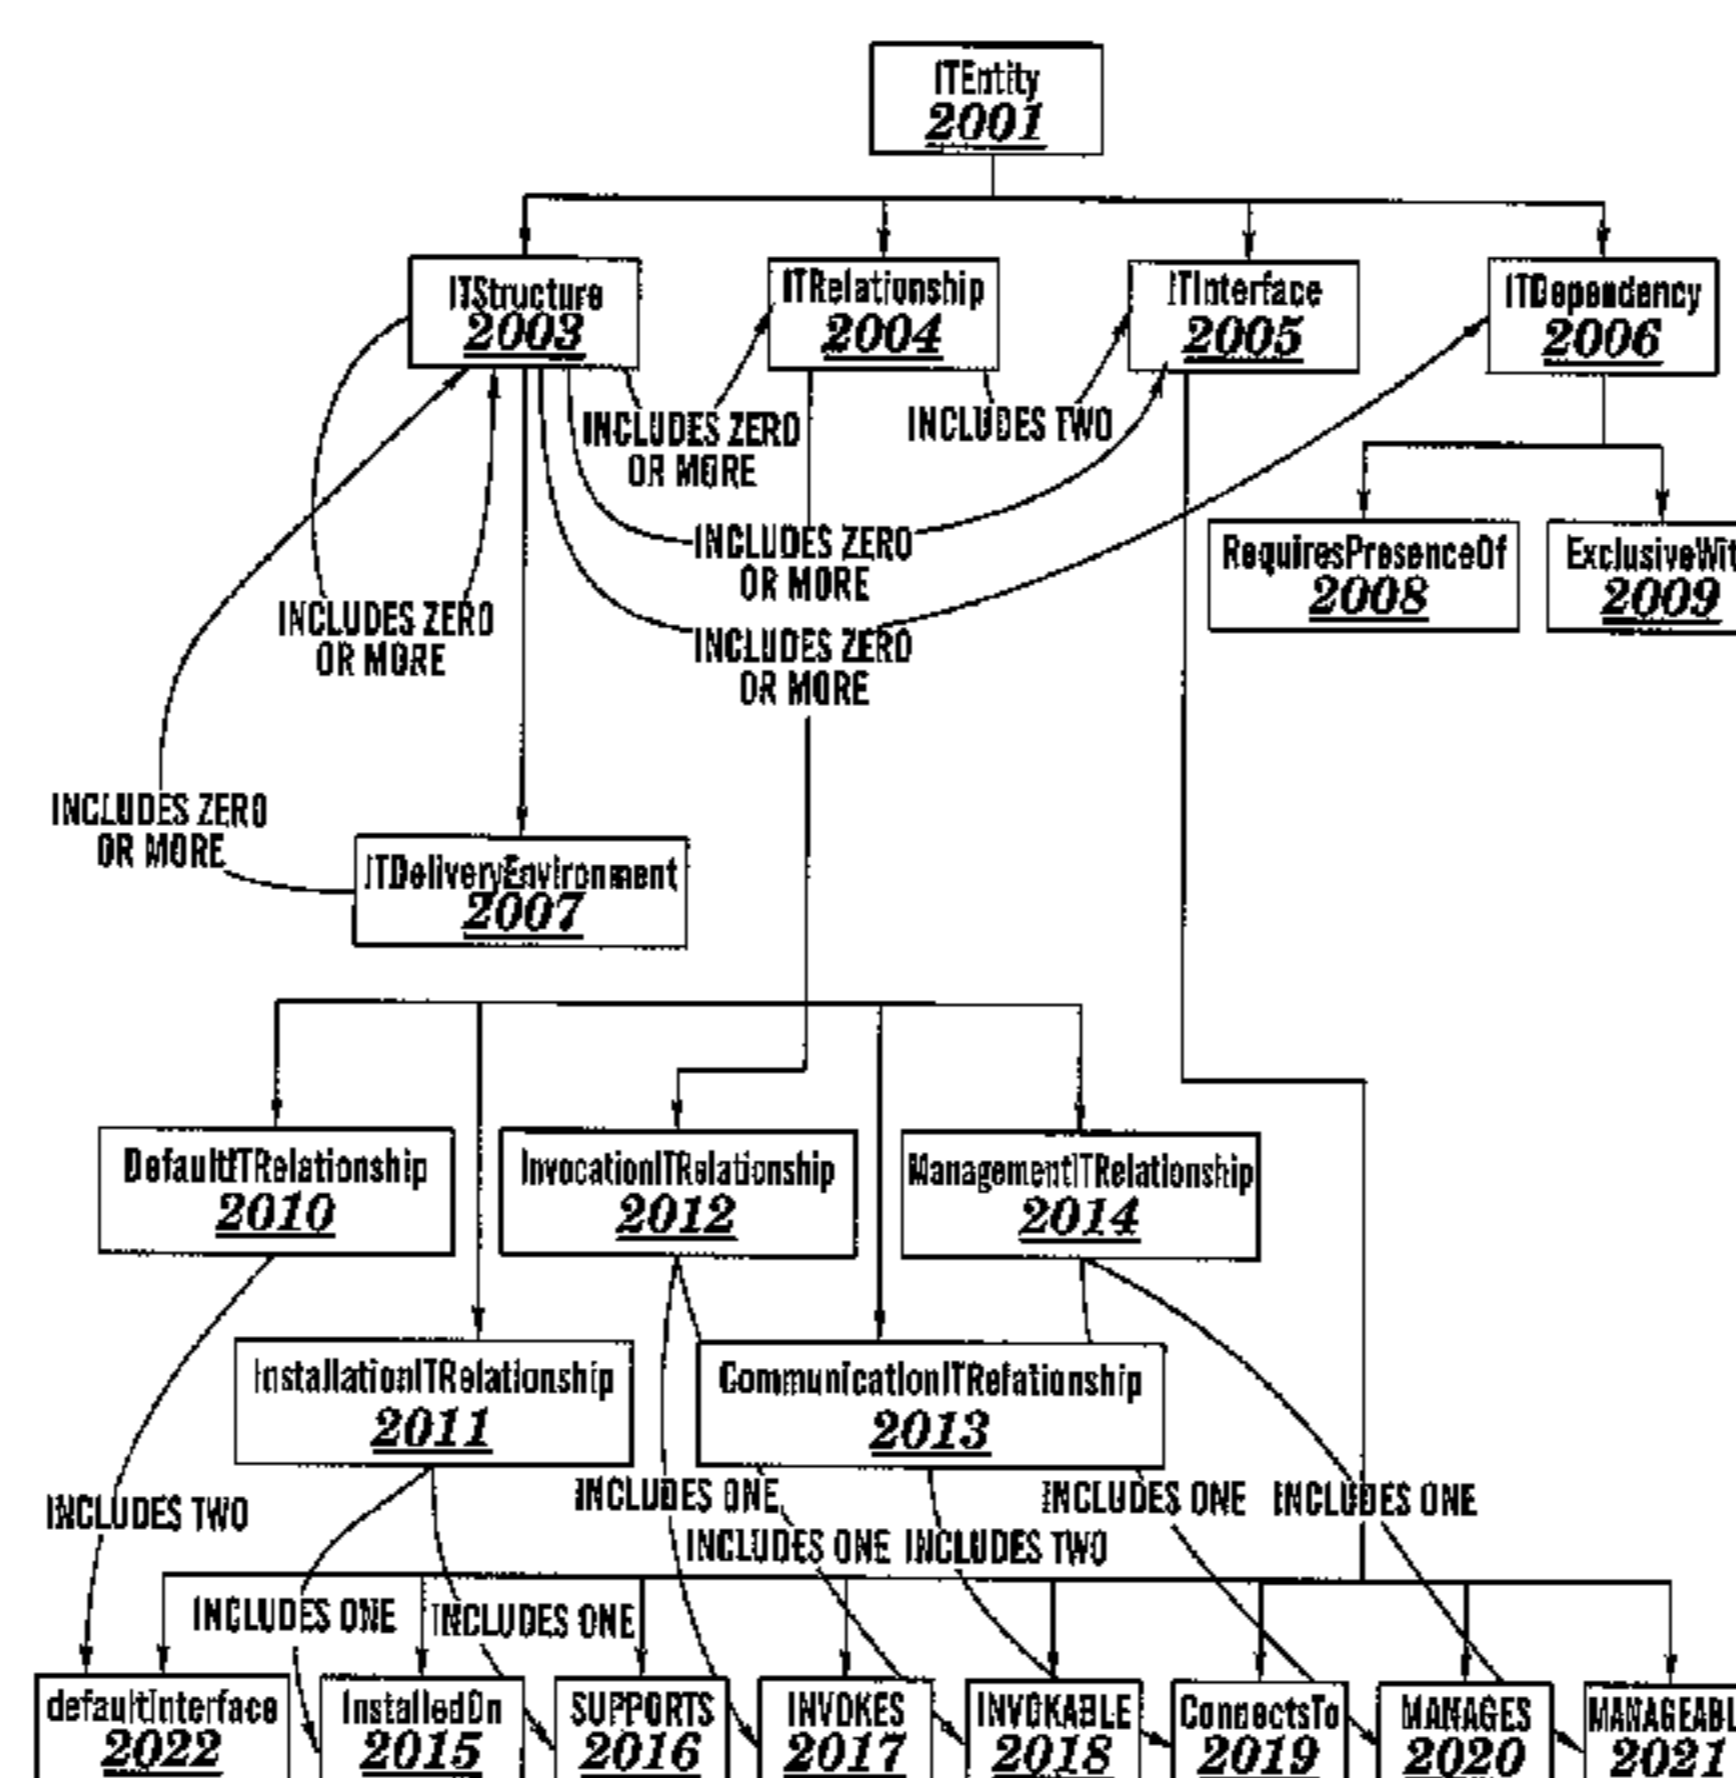 ITEntity
2001
ITStructure
2003
ITRelationship
2004
ITInterface
2005
ITDependency
2006
INCLUDES ZERO
OR MORE
INCLUDES TWO
INCLUDES ZERO
OR MORE
RequiresPresenceOf
2008
ExclusiveWit
2009
INCLUDES ZERO
OR MORE
INCLUDES ZERO
OR MORE
INCLUDES ZERO
OR MORE
ITDeliveryEnvironment
2007
DefaultITRelationship
2010
InvocationITRelationship
2012
ManagementITRelationship
2014
InstallationITRelationship
2011
CommunicationITRelationship
2013
INCLUDES TWO
INCLUDES ONE
INCLUDES ONE
INCLUDES ONE
INCLUDES ONE
INCLUDES TWO
INCLUDES ONE
INCLUDES ONE
defaultInterface
2022
InstalledOn
2015
SUPPORTS
2016
INVOKES
2017
INVOKABLE
2018
ConnectsTo
2019
MANAGES
2020
MANAGEABL
2021